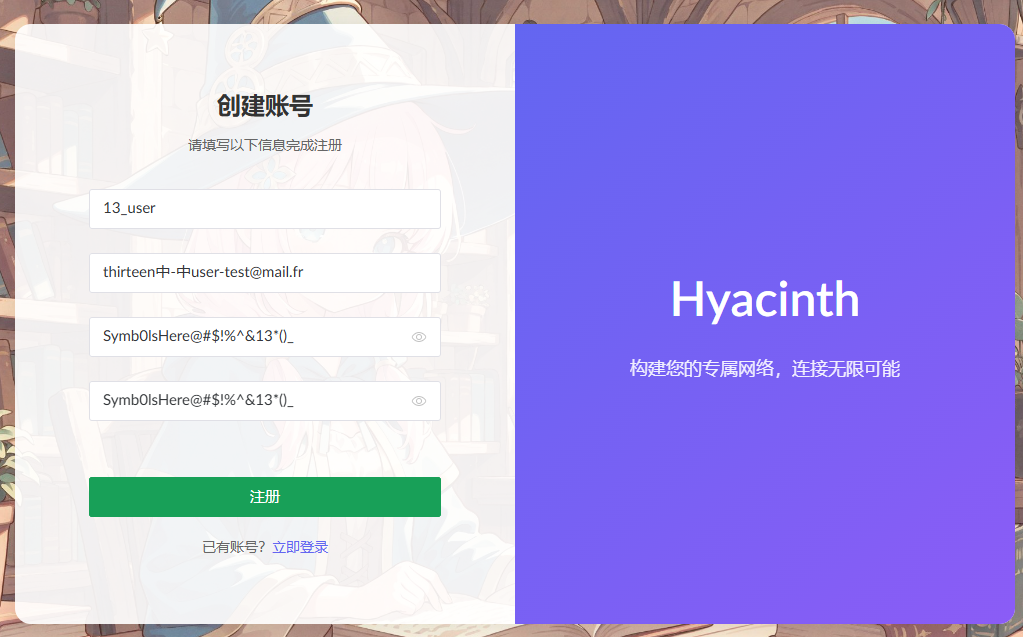 创建账号
请填写以下信息完成注册
13_user
thirteen中-中user-test@mail.fr
Symb0lsHere@#$!%^&13*()_
Symb0lsHere@#$!%^&13*()_
注册
已有账号？立即登录
Hyacinth
构建您的专属网络，连接无限可能